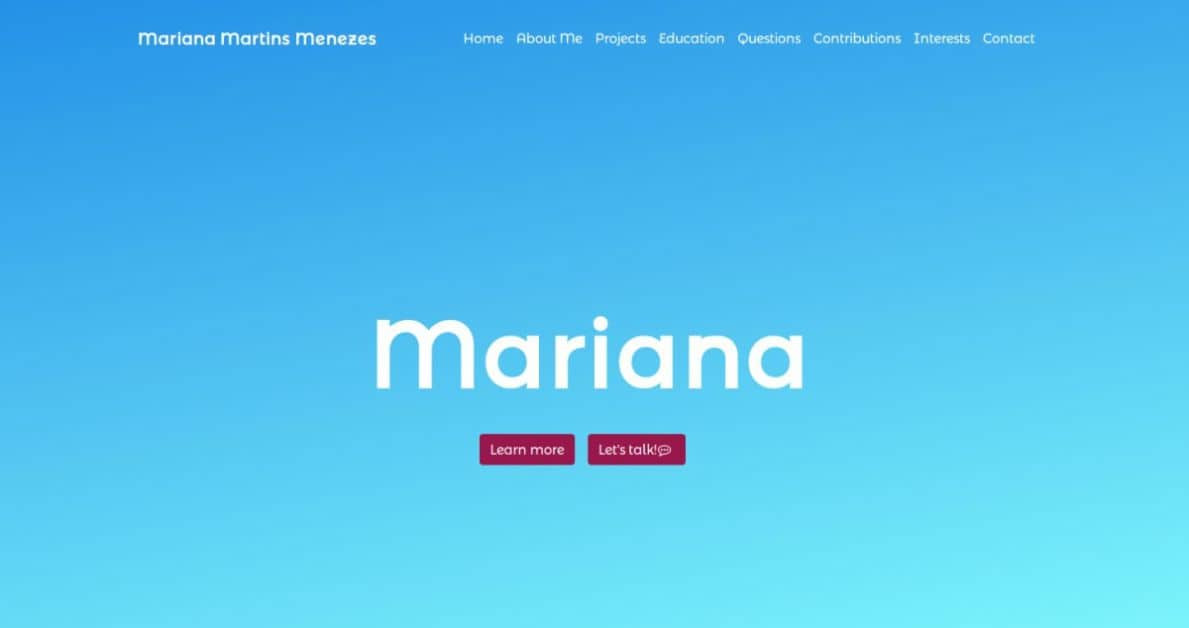 Mariana Martins Menezes Home About Me Projects Education Questions Contributions Interests Contact
Mariana
Learn more Let's talk!